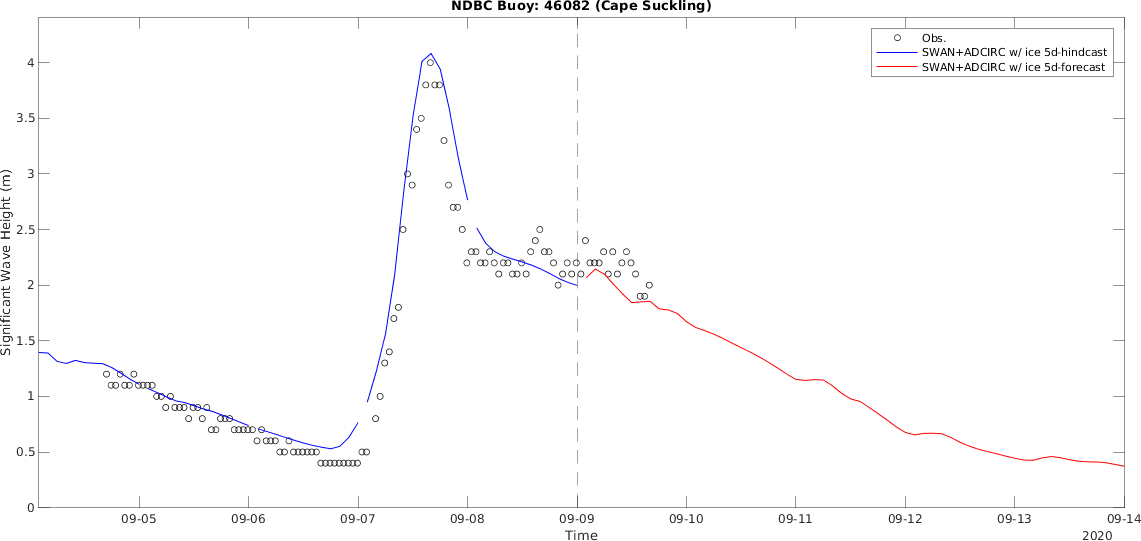 NDBC Buoy: 46082 (Cape Suckling)
Obs.
SWAN+ADCIRC w/ ice 5d-hindcast
SWAN+ADCIRC w/ ice 5d-forecast
Significant Wave Height (m)
4
3.5
3
2.5
2
1.5
1
0.5
0
09-05 09-06 09-07 09-08 09-09 09-10 09-11 09-12 09-13 09-14
Time
2020